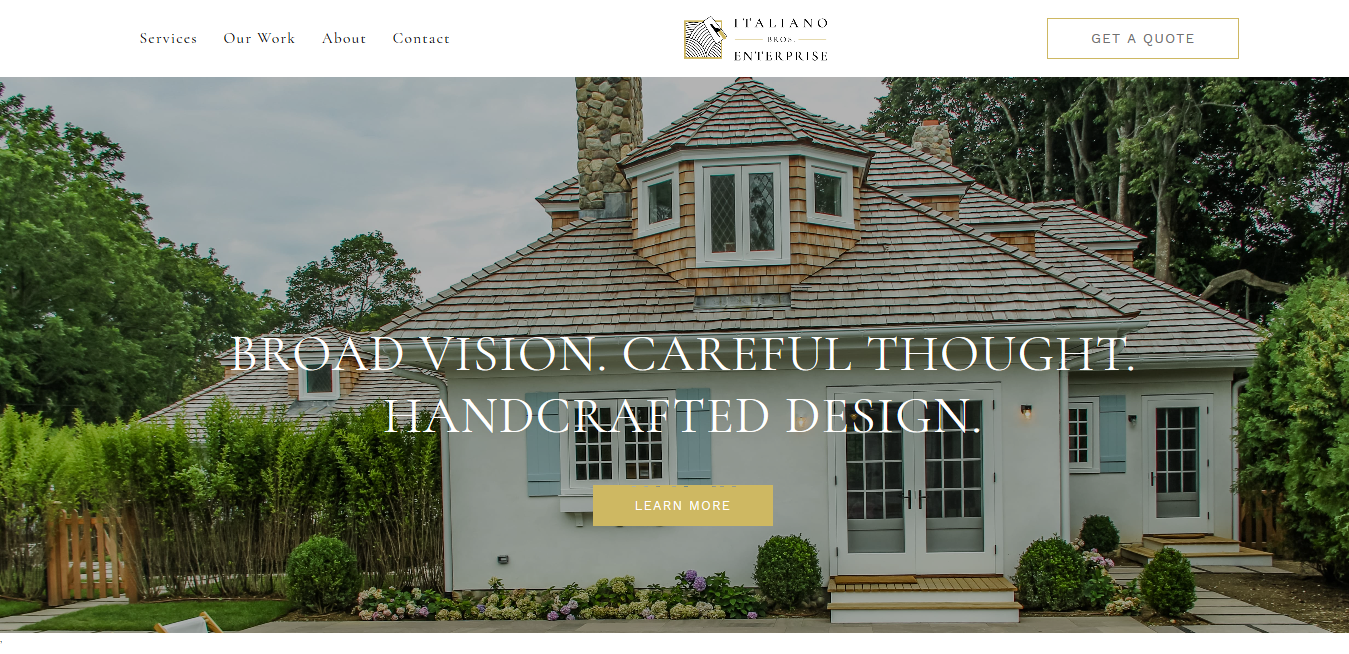 Services Our Work About Contact
ITALIANO
BROS.
ENTERPRISE
GET A QUOTE
BROAD VISION. CAREFUL THOUGHT.
HANDCRAFTED DESIGN.
LEARN MORE